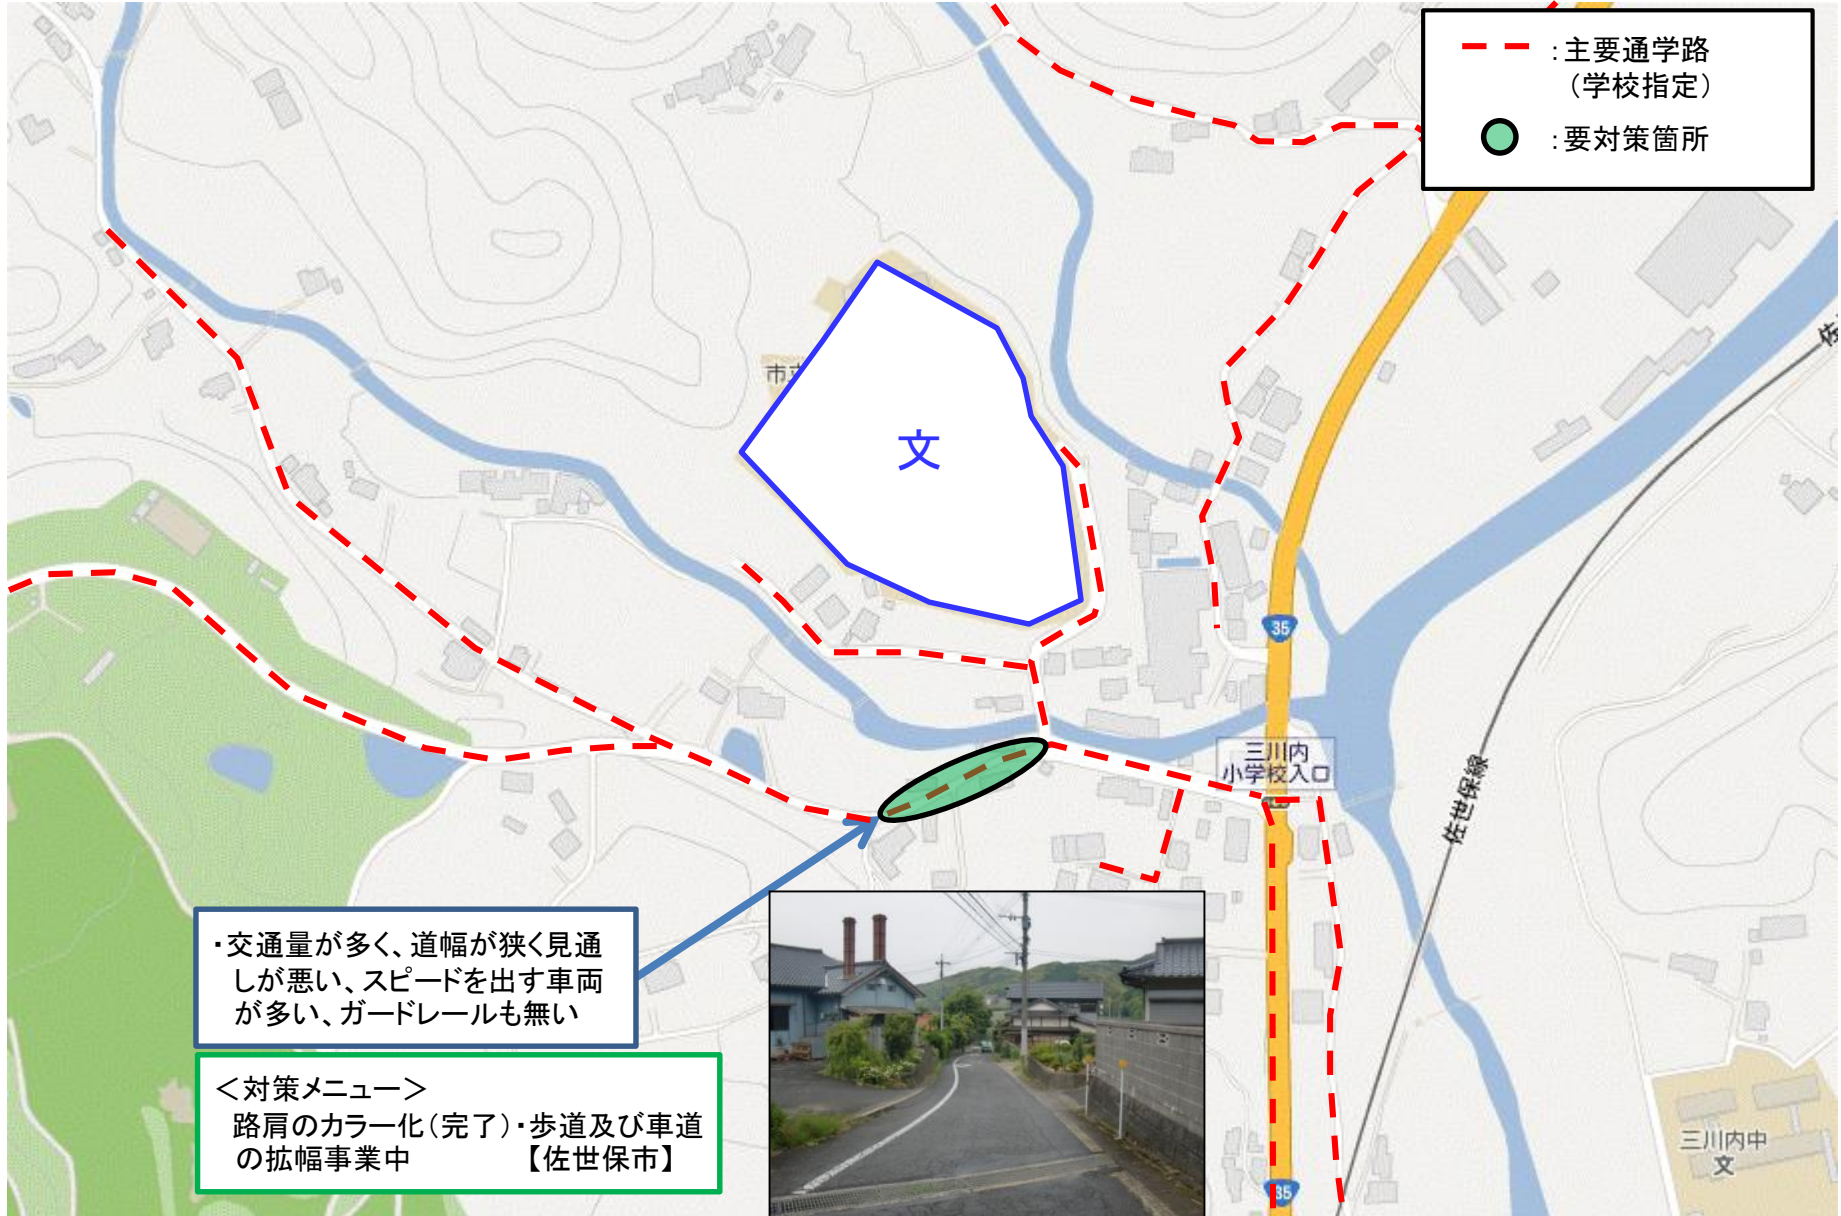 :主要通学路
(学校指定)
:要対策箇所
市立
文
35
三川内
小学校入口
佐世保線
・交通量が多く、道幅が狭く見通
しが悪い、スピードを出す車両
が多い、ガードレールも無い
<対策メニュー>
路肩のカラー化(完了)・歩道及び車道
の拡幅事業中 【佐世保市】
三川内中
文
35